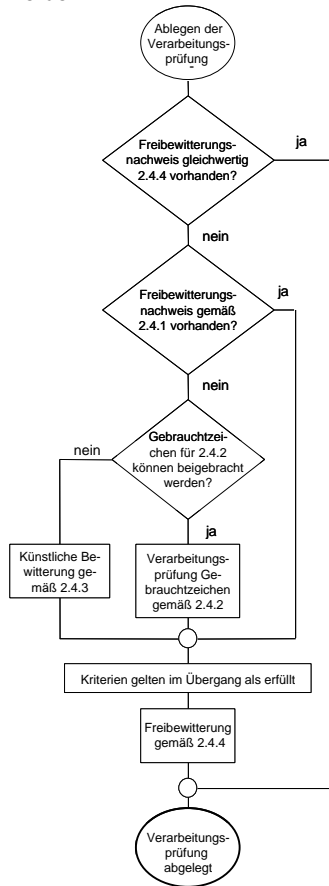 Ablegen der
Verarbeitungs-
prüfung
-
Freibewitterungs-
nachweis gleichwertig
2.4.4 vorhanden?
ja
nein
Freibewitterungs-
nachweis gemäß
2.4.1 vorhanden?
ja
nein
Gebrauchtzei-
chen für 2.4.2
können beigebracht
werden?
nein
ja
Künstliche Be-
witterung ge-
mäß 2.4.3
Verarbeitungs-
prüfung Ge-
brauchtzeichen
gemäß 2.4.2
Kriterien gelten im Übergang als erfüllt
Freibewitterung
gemäß 2.4.4
Verarbeitungs-
prüfung
abgelegt